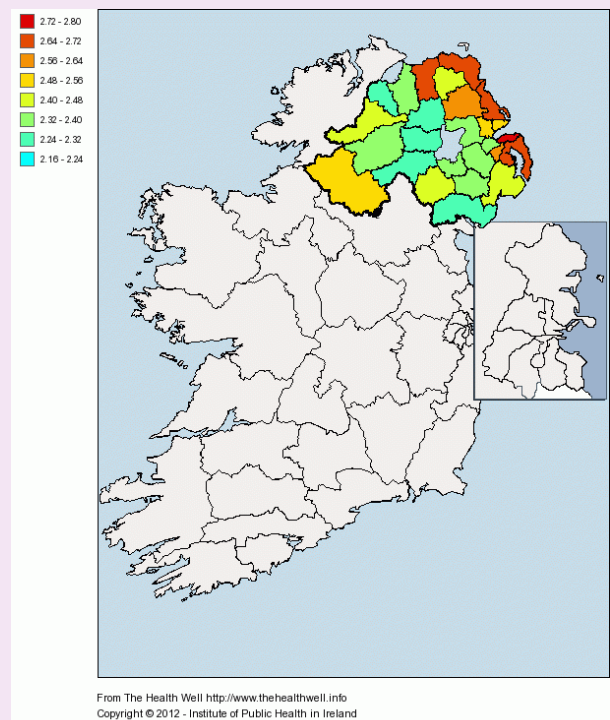 2.72 - 2.80
2.64 - 2.72
2.56 - 2.64
2.48 - 2.56
2.40 - 2.48
2.32 - 2.40
2.24 - 2.32
2.16 - 2.24
From The Health Well http://www.thehealthwell.info
Copyright © 2012 - Institute of Public Health in Ireland